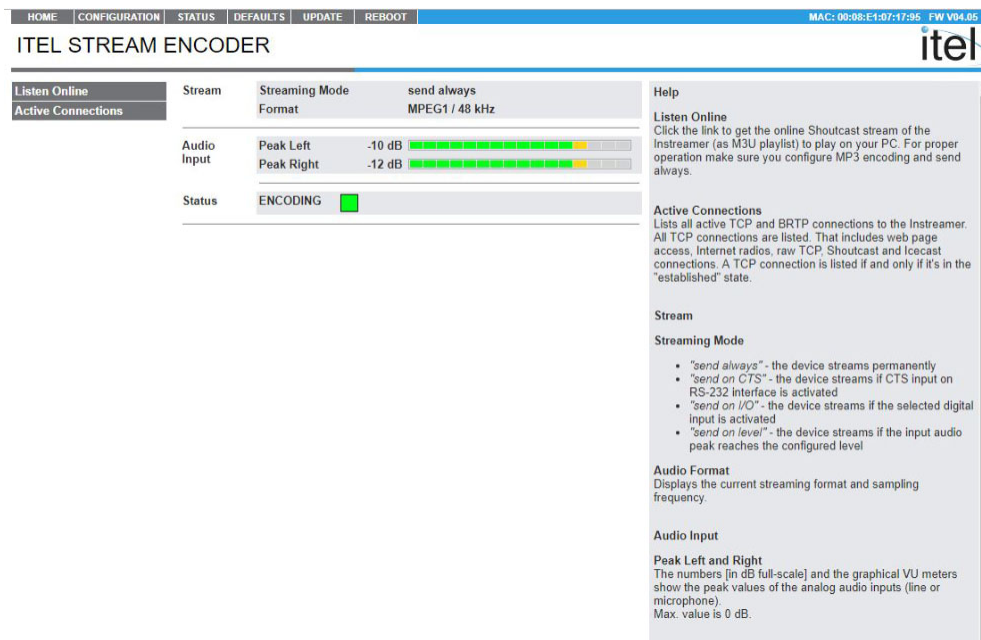 HOME CONFIGURATION STATUS DEFAULTS UPDATE REBOOT MAC: 00:08:E1:07:17:95 FW V04.05
ITEL STREAM ENCODER
itel
Listen Online
Active Connections
Stream Streaming Mode send always
Format MPEG1 / 48 kHz
Audio Input Peak Left -10 dB
Peak Right -12 dB
Status ENCODING
Help
Listen Online
Click the link to get the online Shoutcast stream of the
Instreamer (as M3U playlist) to play on your PC. For proper
operation make sure you configure MP3 encoding and send
always.
Active Connections
Lists all active TCP and BRTP connections to the Instreamer.
All TCP connections are listed. That includes web page
access, Internet radios, raw TCP, Shoutcast and Icecast
connections. A TCP connection is listed if and only if it's in the
"established" state.
Stream
Streaming Mode
• "send always" - the device streams permanently
• "send on CTS" - the device streams if CTS input on
RS-232 interface is activated
• "send on I/O" - the device streams if the selected digital
input is activated
• "send on level" - the device streams if the input audio
peak reaches the configured level
Audio Format
Displays the current streaming format and sampling
frequency.
Audio Input
Peak Left and Right
The numbers [in dB full-scale] and the graphical VU meters
show the peak values of the analog audio inputs (line or
microphone).
Max. value is 0 dB.